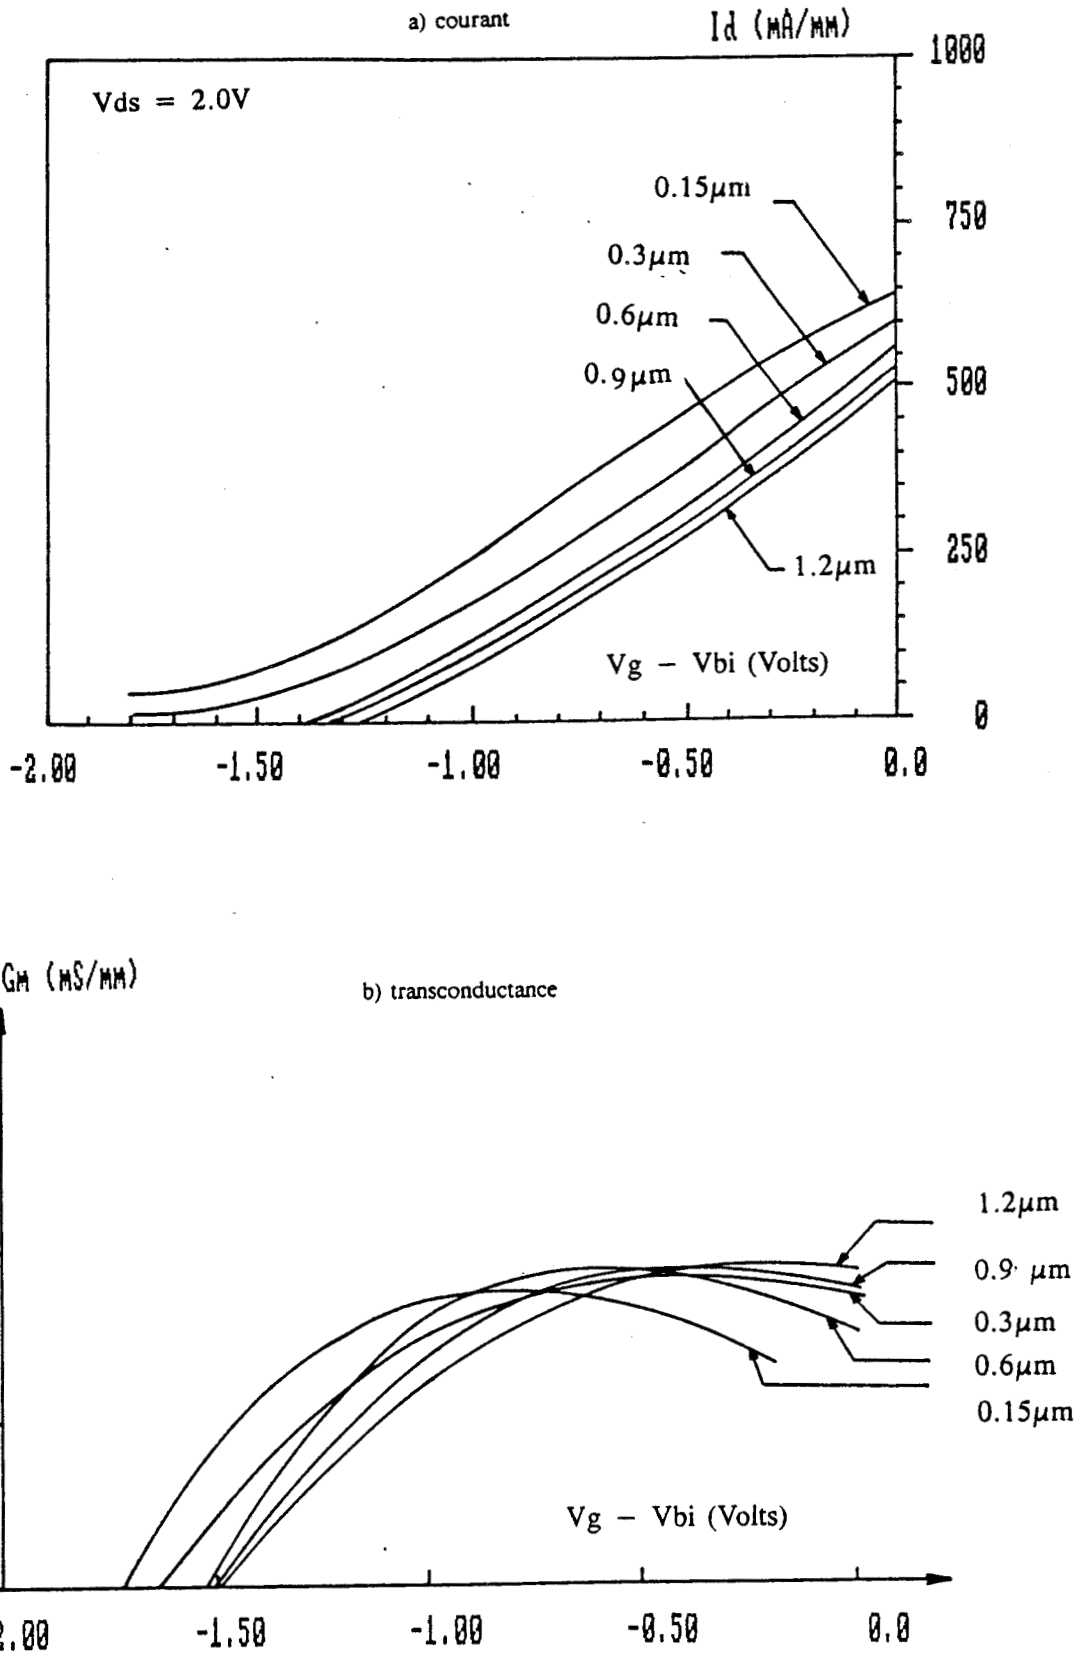 a) courant
Id (mA/mm)
1000
Vds = 2.0V
0.15μm
750
0.3μm
0.6μm
0.9μm
500
250
1.2μm
Vg – Vbi (Volts)
0
-2.00 -1.50 -1.00 -0.50 0.0
Gm (mS/mm)
b) transconductance
1.2μm
0.9 μm
0.3μm
0.6μm
0.15μm
Vg – Vbi (Volts)
2.00 -1.50 -1.00 -0.50 0.0